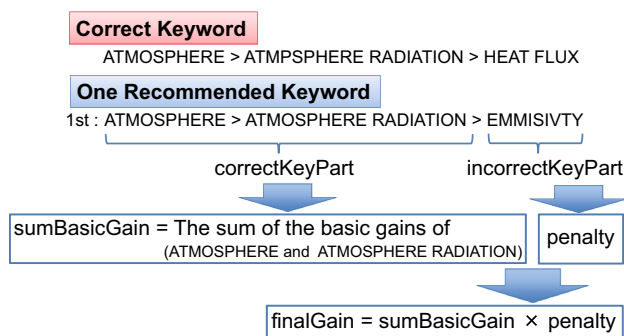 Correct Keyword
ATMOSPHERE > ATMPSPHERE RADIATION > HEAT FLUX
One Recommended Keyword
1st : ATMOSPHERE > ATMOSPHERE RADIATION > EMMISIVTY
correctKeyPart
incorrectKeyPart
sumBasicGain = The sum of the basic gains of
(ATMOSPHERE and ATMOSPHERE RADIATION)
penalty
finalGain = sumBasicGain × penalty